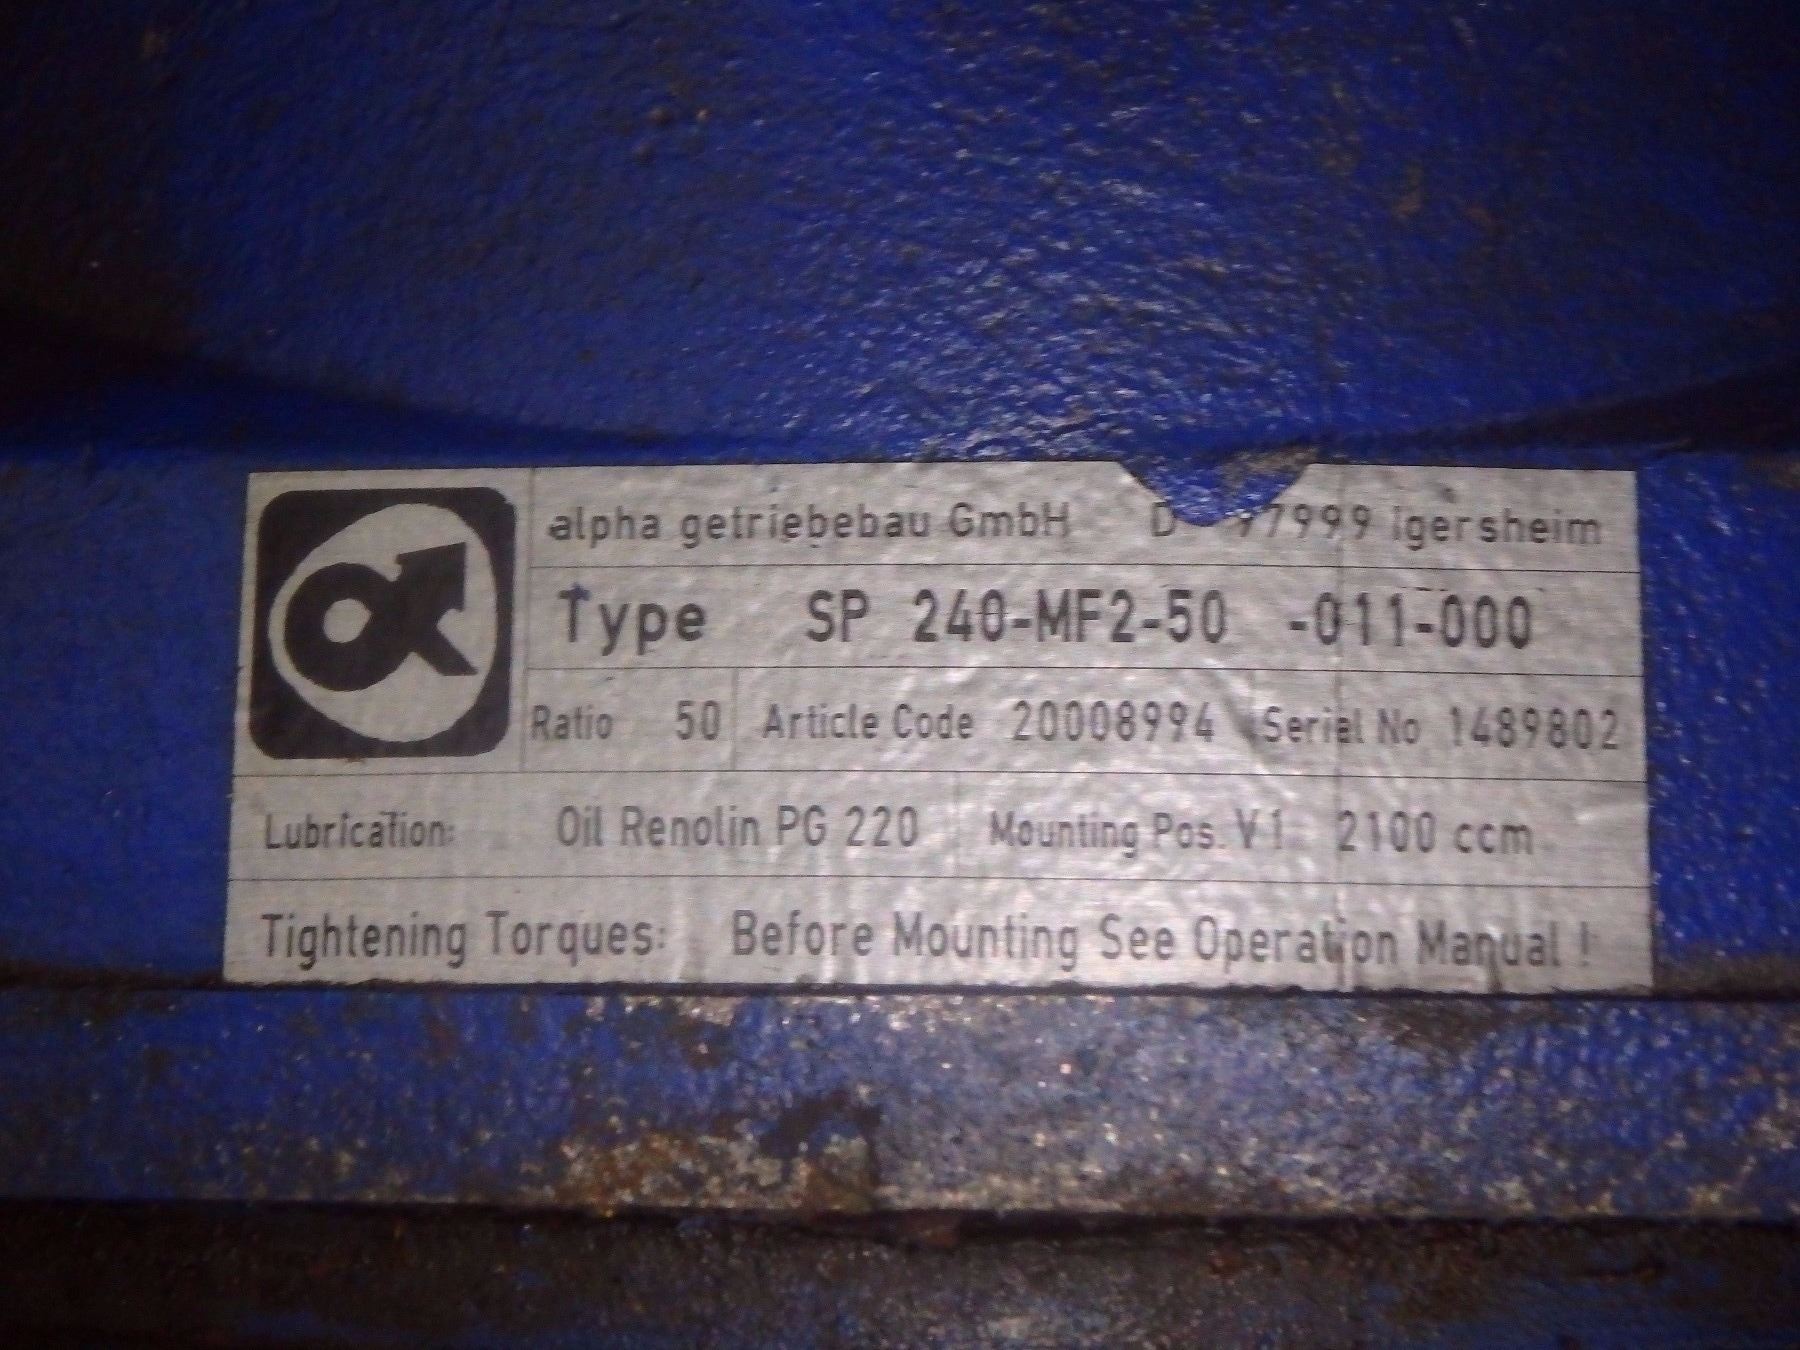 alpha getriebebau GmbH D 97999 Igersheim
Type SP 240-MF2-50 -011-000
Ratio 50 Article Code 20008994 Serial No 1489802
Lubrication: Oil Renolin PG 220 Mounting Pos. V1 2100 ccm
Tightening Torques: Before Mounting See Operation Manual !